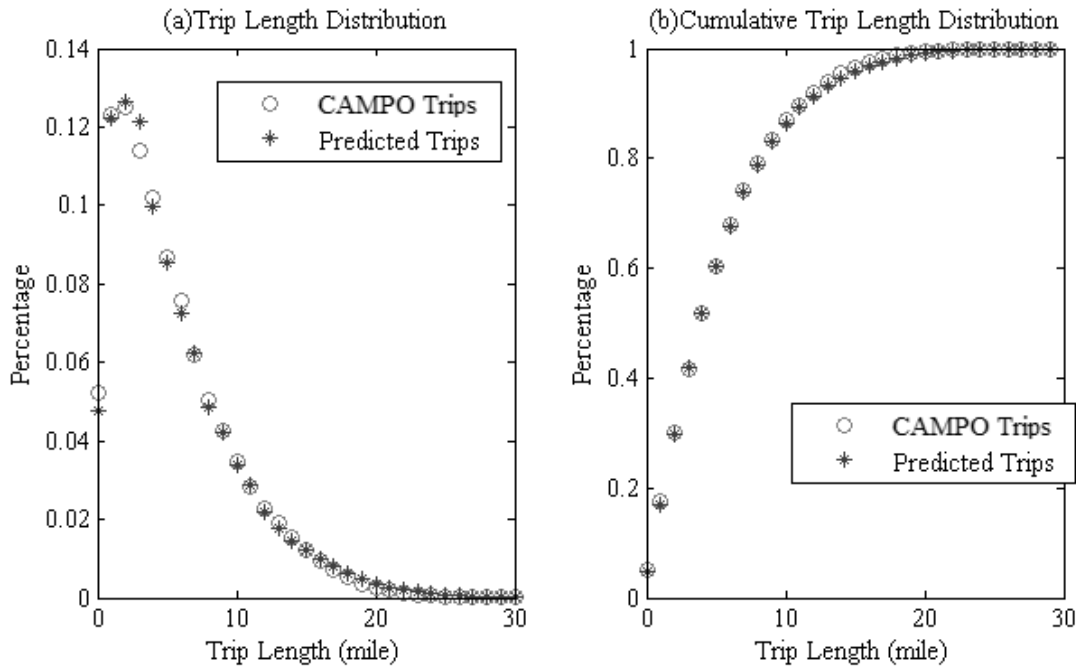 (a)Trip Length Distribution
0.14
0.12
0.1
0.08
0.06
0.04
0.02
0
Percentage
CAMPO Trips
Predicted Trips
0
10
20
30
Trip Length (mile)
(b)Cumulative Trip Length Distribution
1
0.8
0.6
0.4
0.2
0
Percentage
CAMPO Trips
Predicted Trips
0
10
20
30
Trip Length (mile)